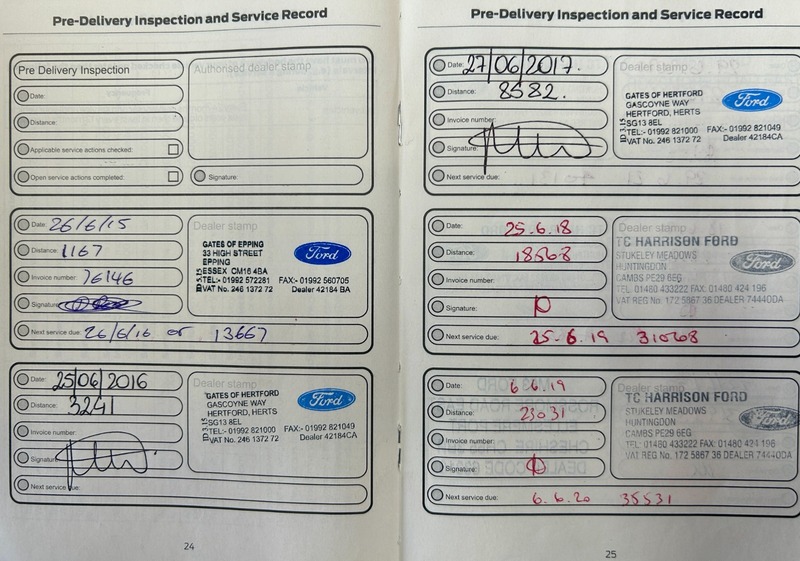 Pre-Delivery Inspection and Service Record
Pre Delivery Inspection
Date:
Distance:
Applicable service actions checked:
Open service actions completed:
Authorised dealer stamp
Signature:
Date: 26/6/15
Distance: 1167
Invoice number: 76146
Signature:
Next service due: 26/6/16 or 13667
Dealer stamp
GATES OF EPPING
33 HIGH STREET
EPPING
ESSEX CM16 4BA
TEL:- 01992 572281 FAX:- 01992 560705
VAT No. 246 1372 72 Dealer 42184 BA
Ford
Date: 25/06/2016
Distance: 3241
Invoice number:
Signature:
Next service due:
Dealer stamp
GATES OF HERTFORD
GASCOYNE WAY
HERTFORD, HERTS
SG13 8EL
TEL:- 01992 821000 FAX:- 01992 821049
VAT No. 246 1372 72 Dealer 42184CA
Ford
24
Pre-Delivery Inspection and Service Record
Date: 27/06/2017.
Distance: 8582.
Invoice number:
Signature:
Next service due:
Dealer stamp
GATES OF HERTFORD
GASCOYNE WAY
HERTFORD, HERTS
SG13 8EL
TEL:- 01992 821000 FAX:- 01992 821049
VAT No. 246 1372 72 Dealer 42184CA
Ford
Date: 25.6.18
Distance: 18568
Invoice number:
Signature:
Next service due: 25.6.19 31068
Dealer stamp
TC HARRISON FORD
STUKELEY MEADOWS
HUNTINGDON
CAMBS PE29 6EG
TEL: 01480 433222 FAX: 01480 424 196
VAT REG No. 172 5867 36 DEALER 74440DA
Ford
Date: 6.6.19
Distance: 23031
Invoice number:
Signature:
Next service due: 6.6.20 35531
Dealer stamp
TC HARRISON FORD
STUKELEY MEADOWS
HUNTINGDON
CAMBS PE29 6EG
TEL: 01480 433222 FAX: 01480 424 196
VAT REG No. 172 5867 36 DEALER 74440DA
Ford
25